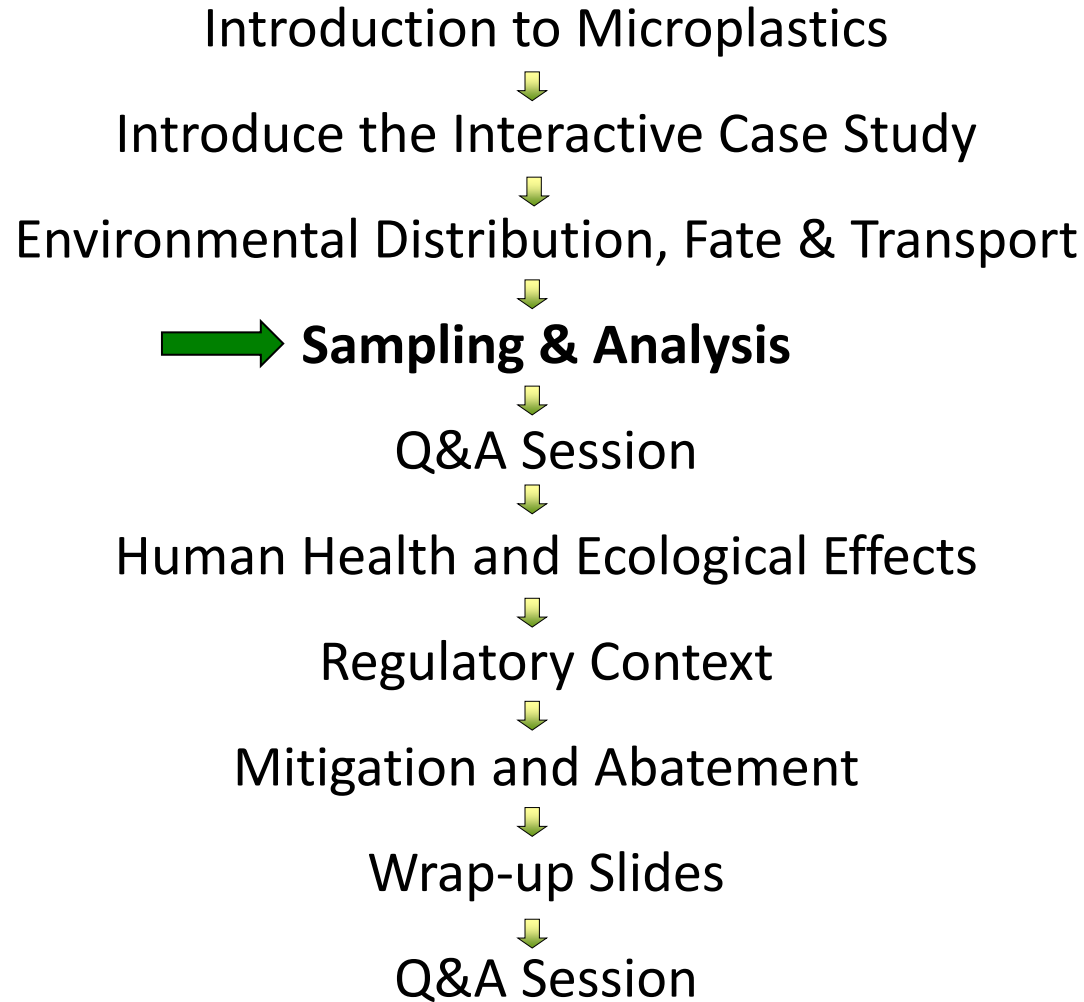 Introduction to Microplastics
Introduce the Interactive Case Study
Environmental Distribution, Fate & Transport
Sampling & Analysis
Q&A Session
Human Health and Ecological Effects
Regulatory Context
Mitigation and Abatement
Wrap-up Slides
Q&A Session